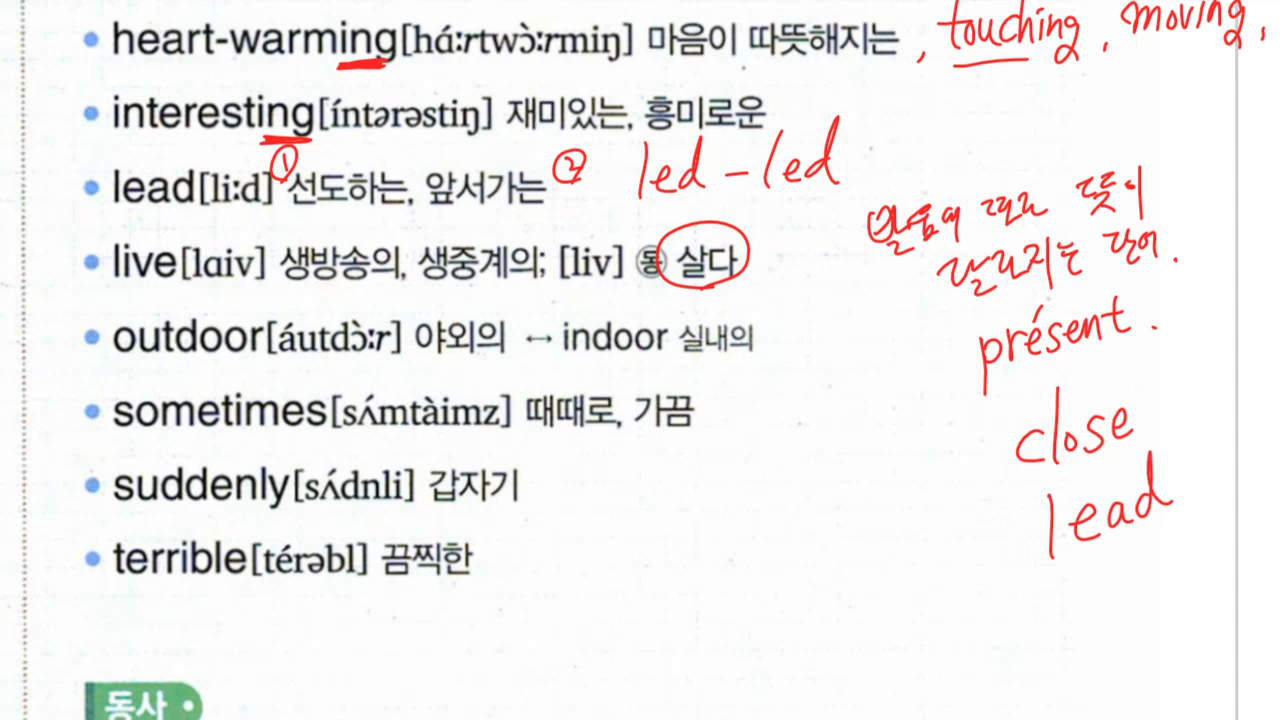 heart-warming[há:rtwɔ̀:rmiŋ] 마음이 따뜻해지는 , touching, moving,
interesting[íntərəstiŋ] 재미있는, 흥미로운
lead[li:d] ① 선도하는, 앞서가는 ② led - led
발음에 따라 뜻이
live[laiv] 생방송의, 생중계의; [liv] 동 살다
달라지는 단어.
outdoor[áutdɔ̀:r] 야외의 ↔ indoor 실내의
présent.
sometimes[sʌ́mtàimz] 때때로, 가끔
close
suddenly[sʌ́dnli] 갑자기
lead
terrible[térəbl] 끔찍한
동사